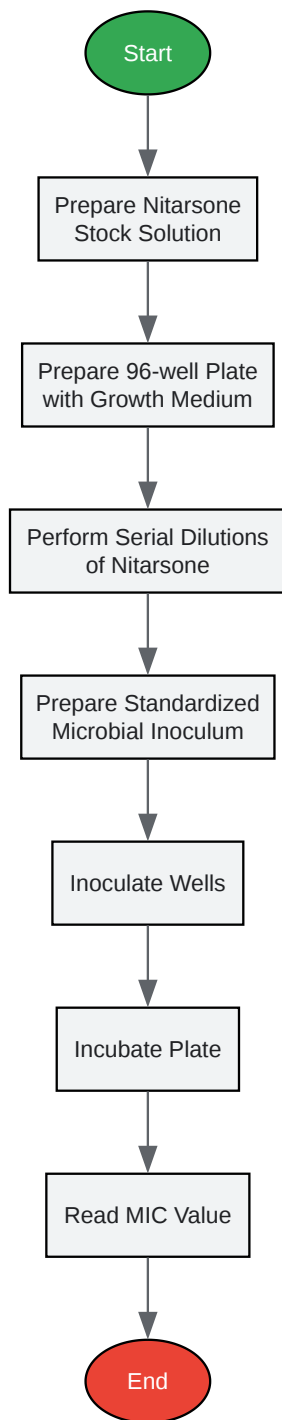 Start
Prepare Nitarsone
Stock Solution
Prepare 96-well Plate
with Growth Medium
Perform Serial Dilutions
of Nitarsone
Prepare Standardized
Microbial Inoculum
Inoculate Wells
Incubate Plate
Read MIC Value
End